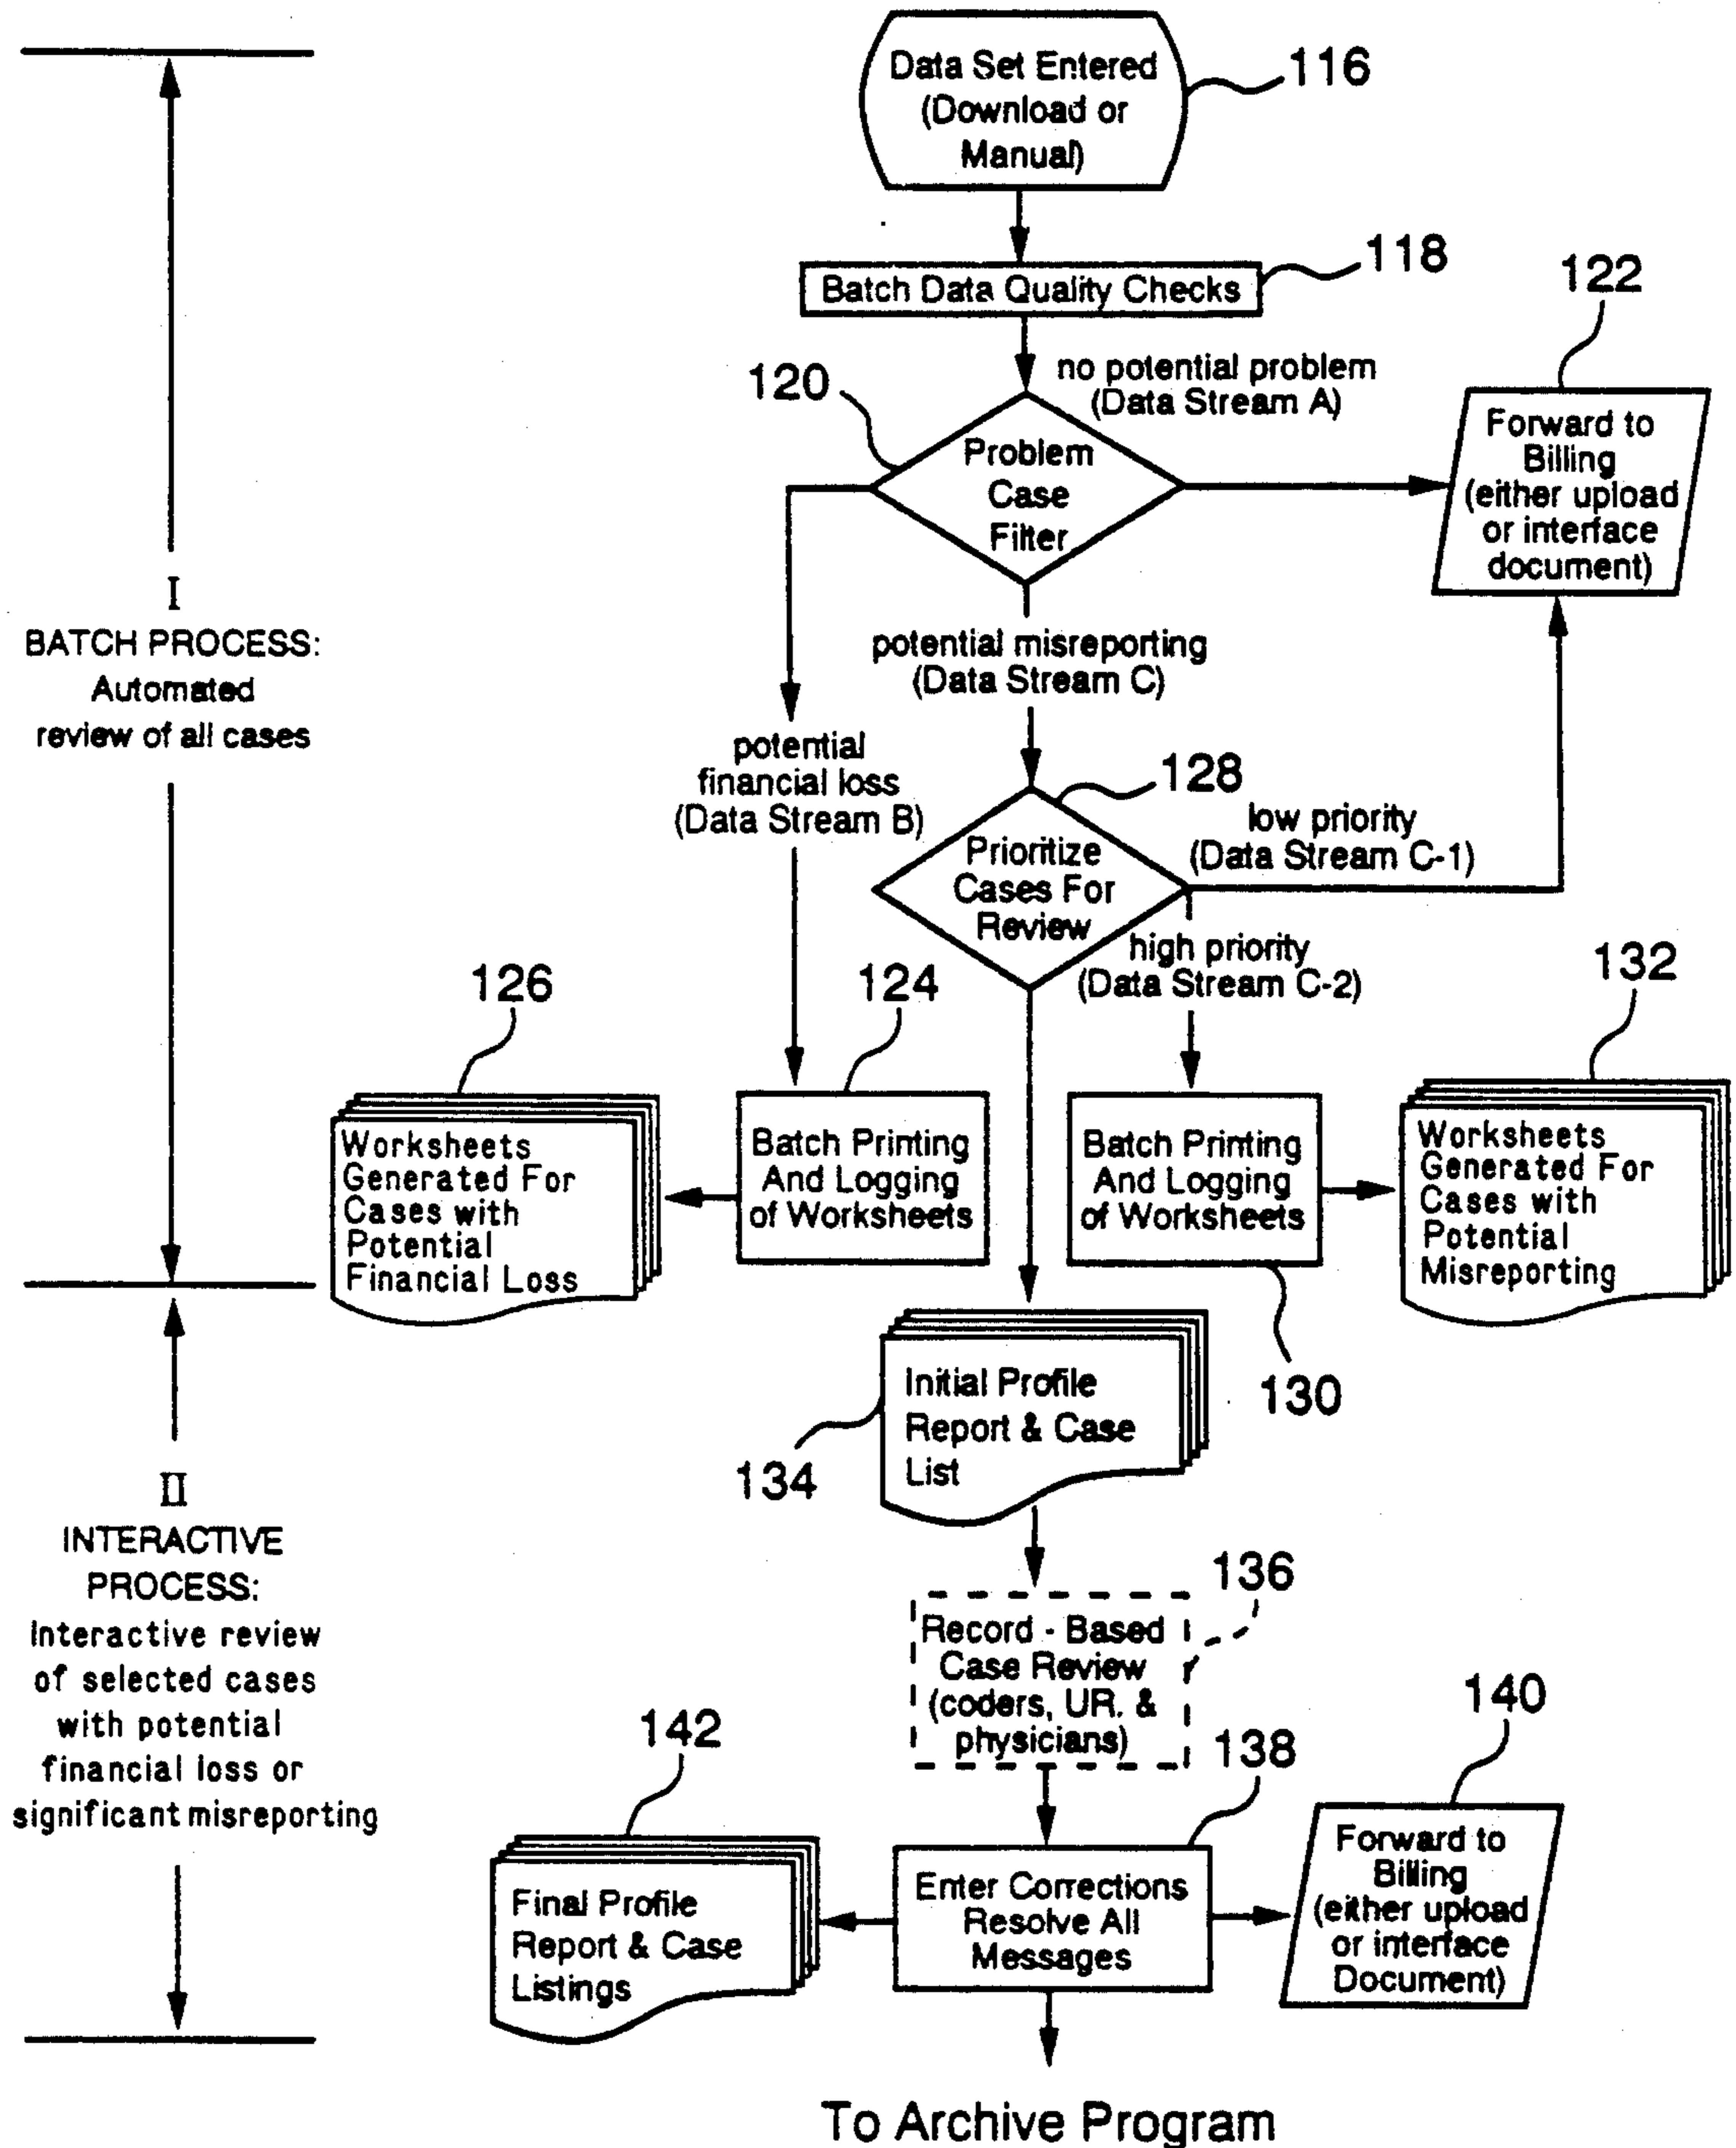 Data Set Entered
(Download or
Manual)
116
Batch Data Quality Checks
118
122
120
no potential problem
(Data Stream A)
Problem
Case
Filter
Forward to
Billing
(either upload
or interface
document)
I
BATCH PROCESS:
Automated
review of all cases
potential misreporting
(Data Stream C)
potential
financial loss
(Data Stream B)
128
low priority
(Data Stream C-1)
Prioritize
Cases For
Review
high priority
(Data Stream C-2)
126
124
132
Worksheets
Generated For
Cases with
Potential
Financial Loss
Batch Printing
And Logging
of Worksheets
Batch Printing
And Logging
of Worksheets
Worksheets
Generated For
Cases with
Potential
Misreporting
130
Initial Profile
Report & Case
List
134
II
INTERACTIVE
PROCESS:
Interactive review
of selected cases
with potential
financial loss or
significant misreporting
136
Record - Based
Case Review
(coders, UR. &
physicians)
138
140
142
Final Profile
Report & Case
Listings
Enter Corrections
Resolve All
Messages
Forward to
Billing
(either upload
or interface
Document)
To Archive Program